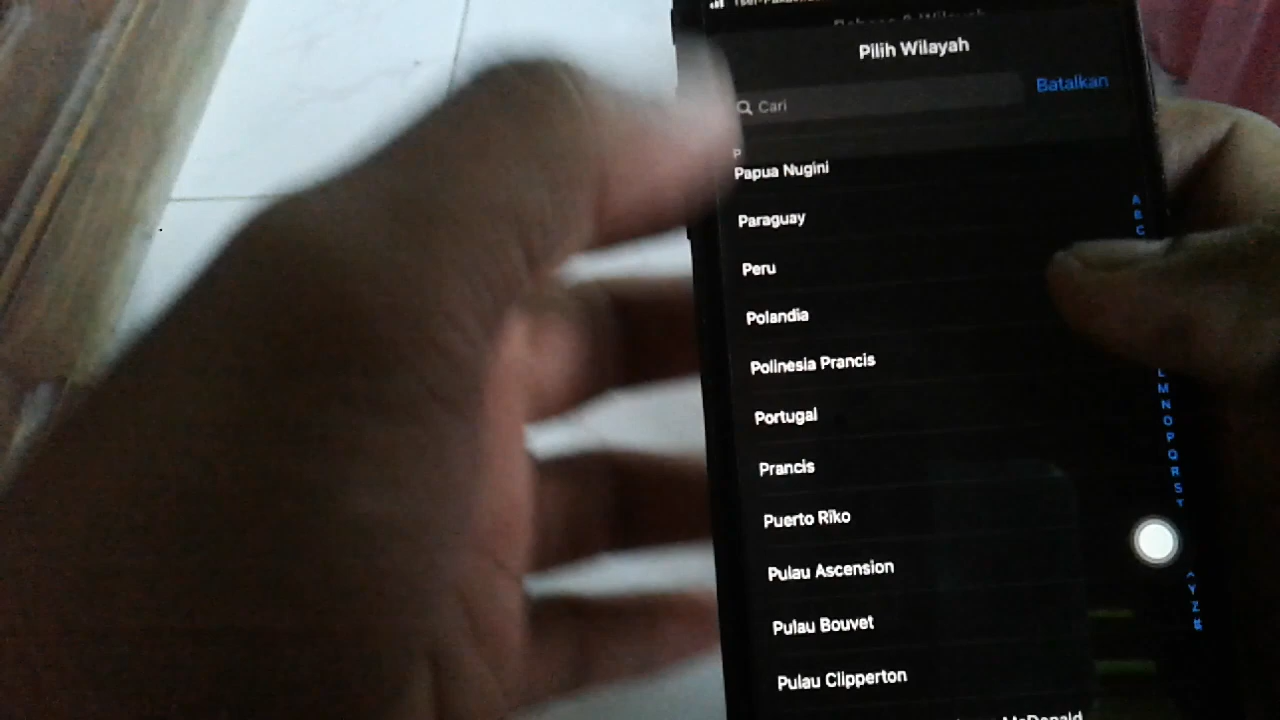 Pilih Wilayah
Batalkan
Cari
P
Papua Nugini
Paraguay
Peru
Polandia
Polinesia Prancis
Portugal
Prancis
Puerto Riko
Pulau Ascension
Pulau Bouvet
Pulau Clipperton
McDonald
A
B
C
L
M
N
O
P
Q
R
S
T
Y
Z
#